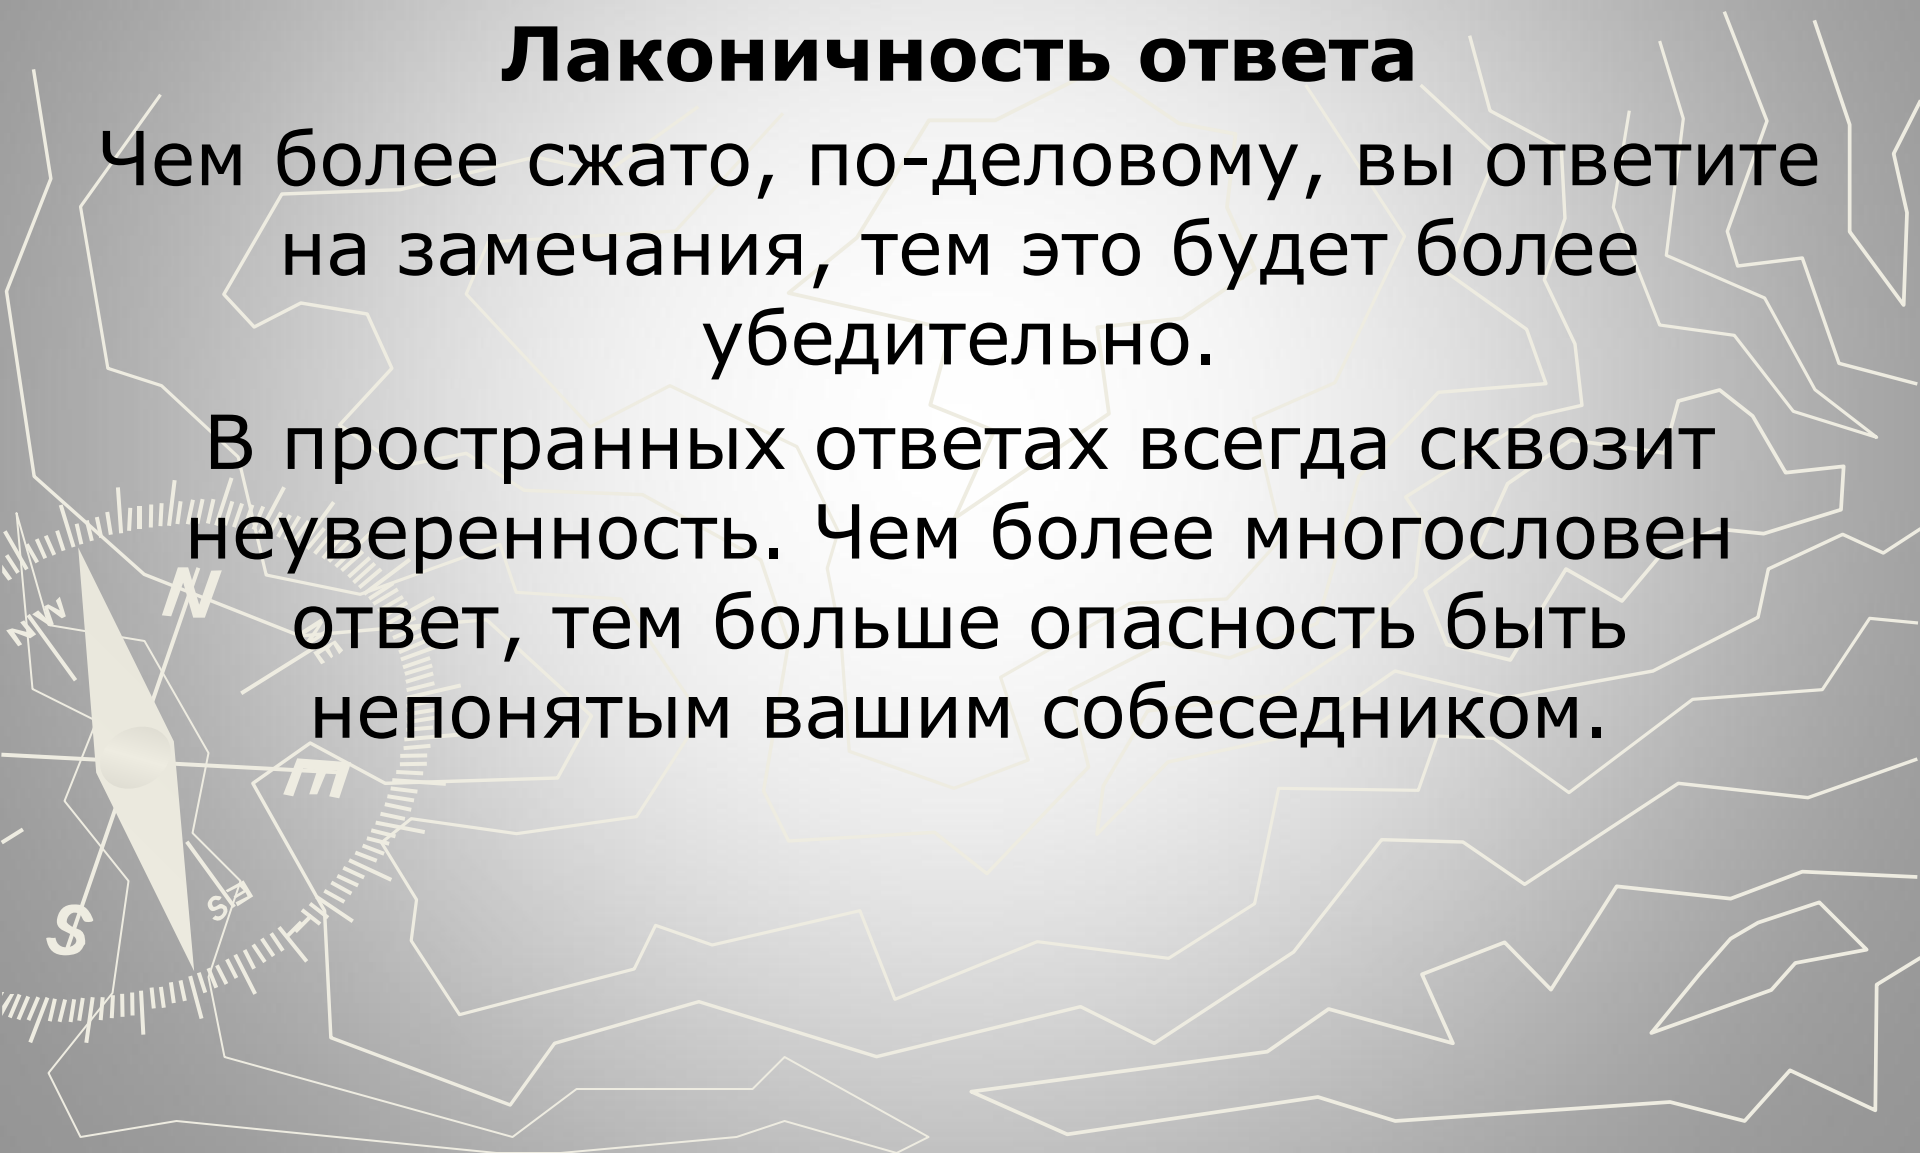 Лаконичность ответа
Чем более сжато, по-деловому, вы ответите
на замечания, тем это будет более
убедительно.
В пространных ответах всегда сквозит
неуверенность. Чем более многословен
ответ, тем больше опасность быть
непонятым вашим собеседником.
NW
N
E
S